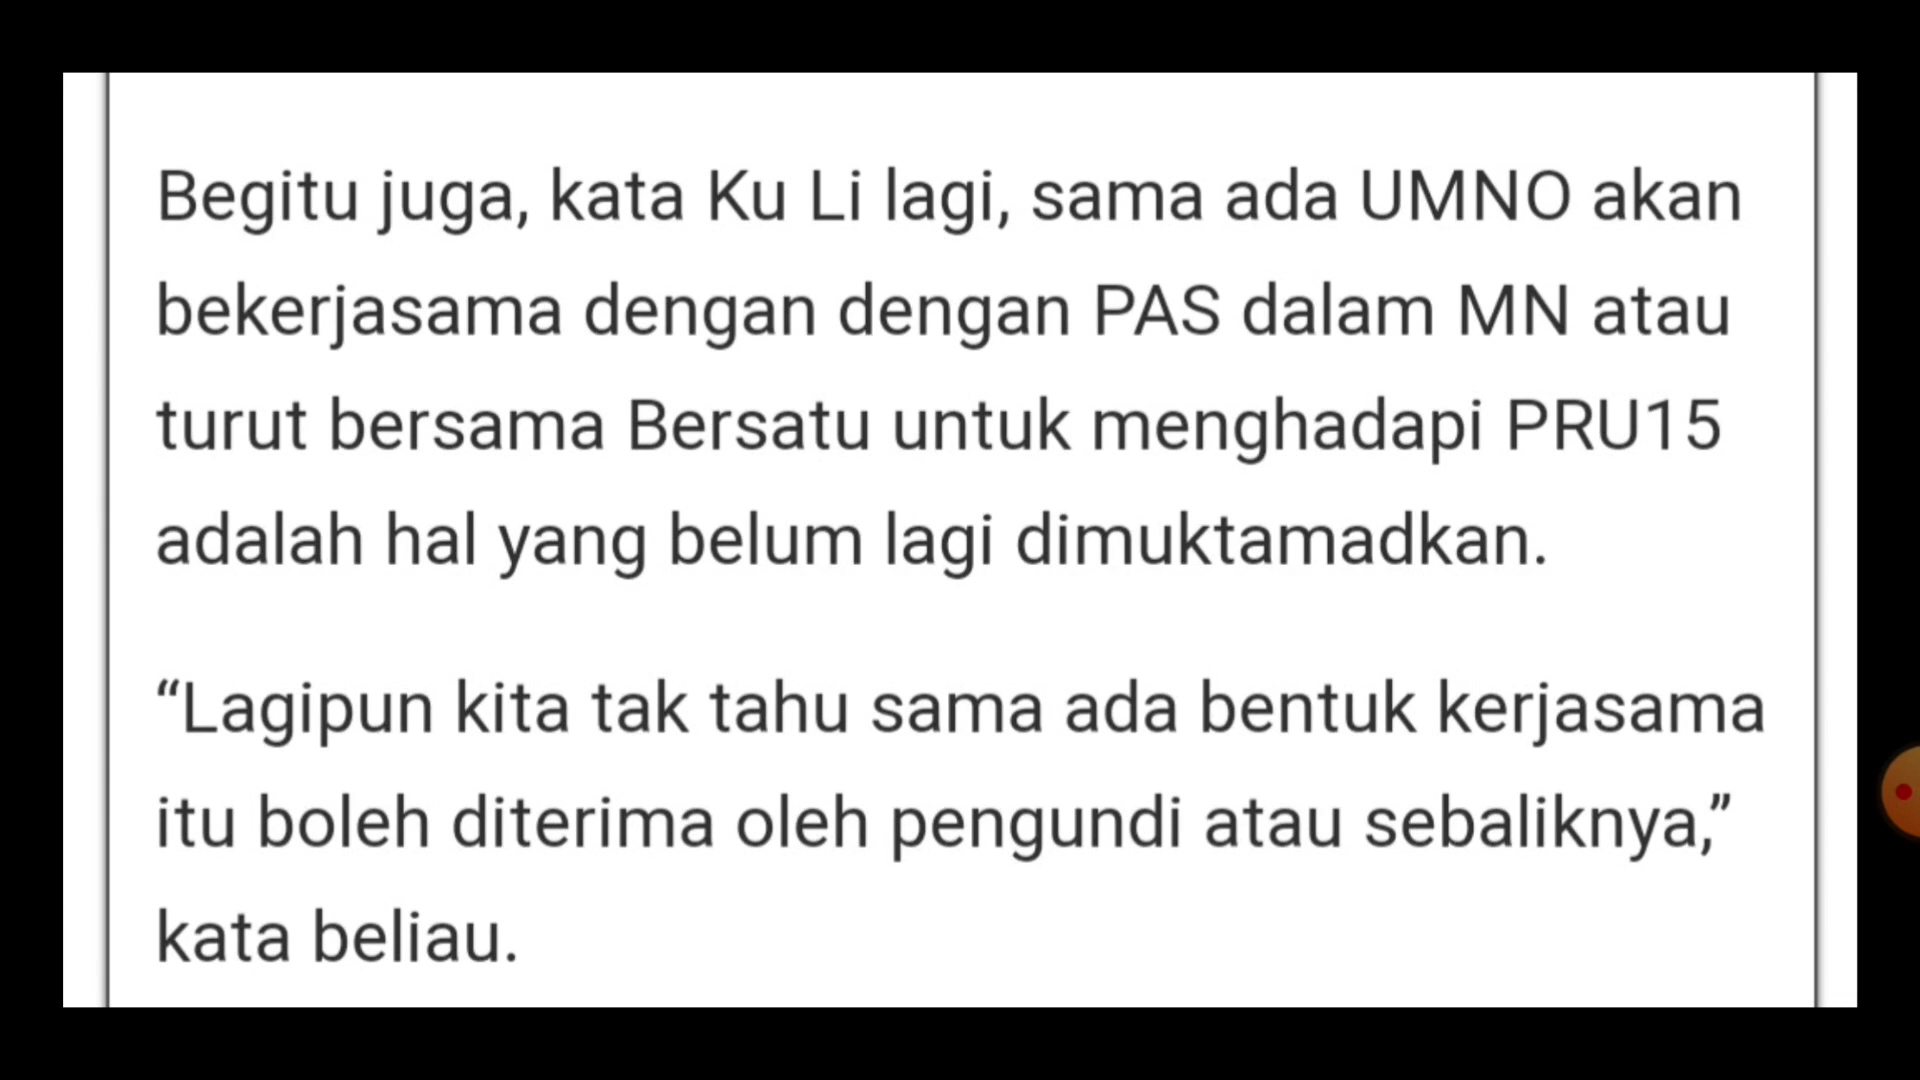 Begitu juga, kata Ku Li lagi, sama ada UMNO akan
bekerjasama dengan dengan PAS dalam MN atau
turut bersama Bersatu untuk menghadapi PRU15
adalah hal yang belum lagi dimuktamadkan.
“Lagipun kita tak tahu sama ada bentuk kerjasama
itu boleh diterima oleh pengundi atau sebaliknya,”
kata beliau.